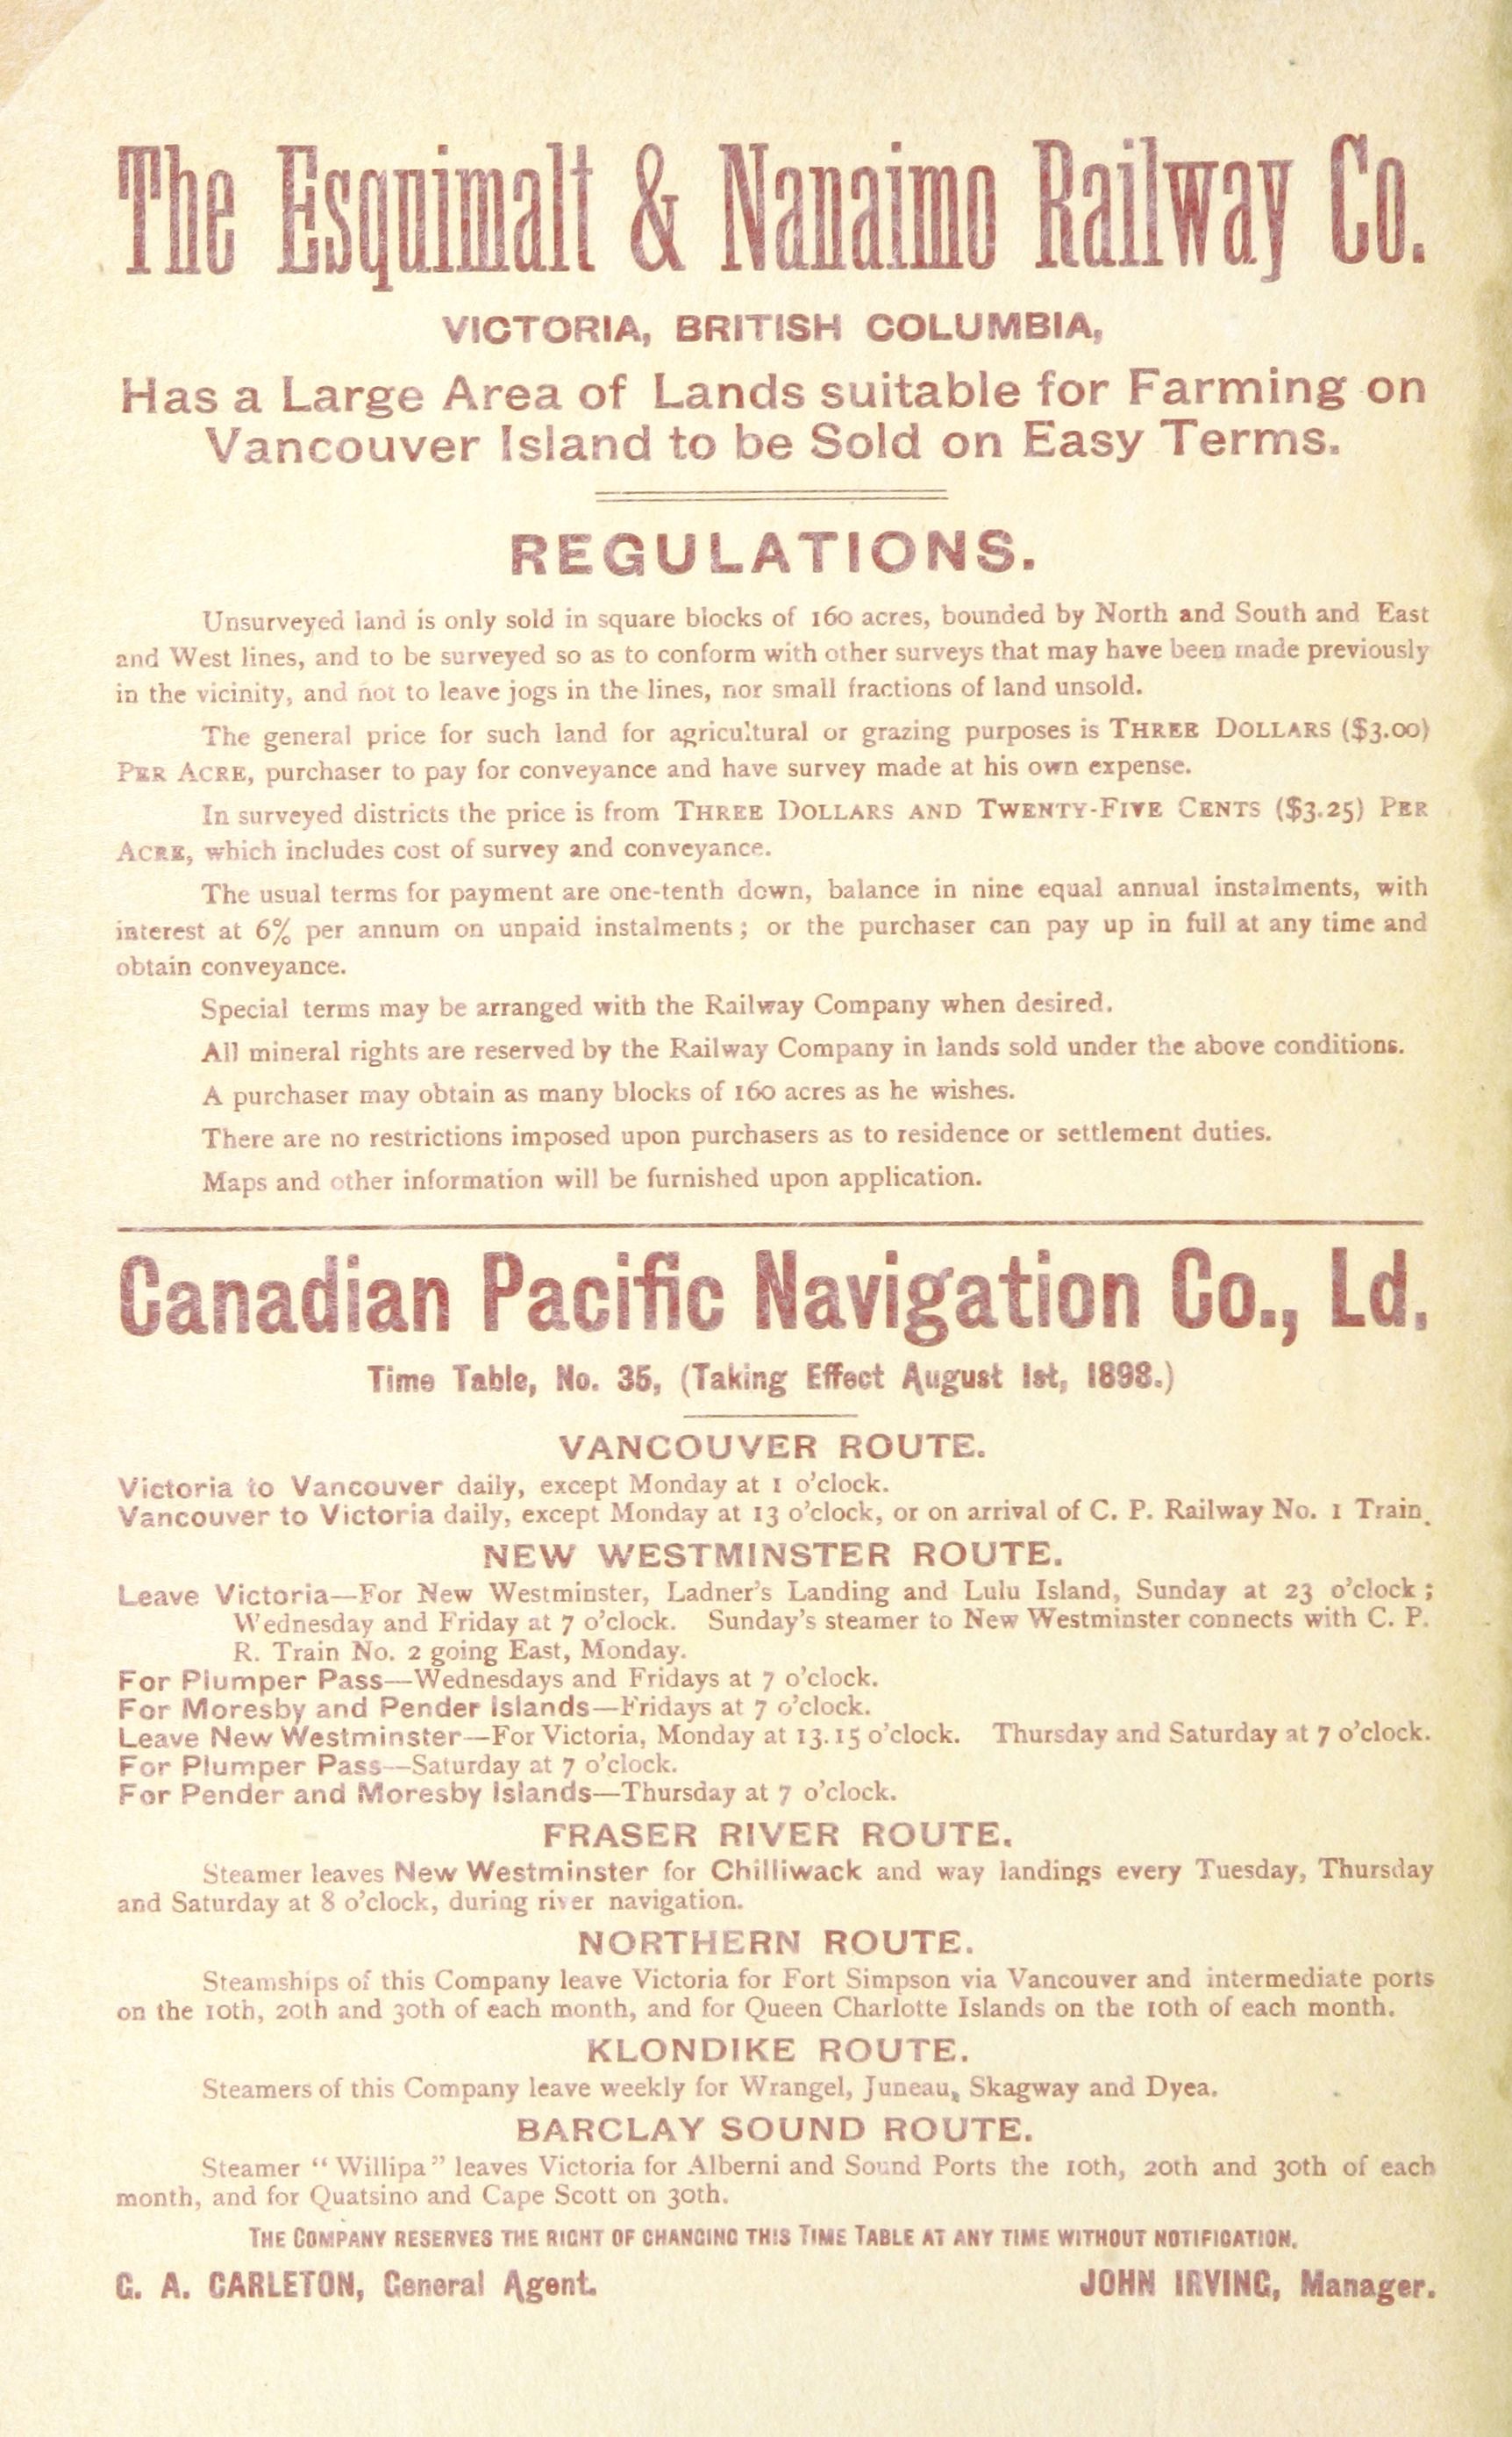 The Esquimalt & Nanaimo Railway Co.
VICTORIA, BRITISH COLUMBIA,
Has a Large Area of Lands suitable for Farming on
Vancouver Island to be Sold on Easy Terms.
REGULATIONS.
Unsurveyed land is only sold in square blocks of 160 acres, bounded by North and South and East
and West lines, and to be surveyed so as to conform with other surveys that may have been made previously
in the vicinity, and not to leave jogs in the lines, nor small fractions of land unsold.
The general price for such land for agricultural or grazing purposes is THREE DOLLARS ($3.00)
PER ACRE, purchaser to pay for conveyance and have survey made at his own expense.
In surveyed districts the price is from THREE DOLLARS AND TWENTY-FIVE CENTS ($3.25) PER
ACRE, which includes cost of survey and conveyance.
The usual terms for payment are one-tenth down, balance in nine equal annual instalments, with
interest at 6% per annum on unpaid instalments; or the purchaser can pay up in full at any time and
obtain conveyance.
Special terms may be arranged with the Railway Company when desired.
All mineral rights are reserved by the Railway Company in lands sold under the above conditions.
A purchaser may obtain as many blocks of 160 acres as he wishes.
There are no restrictions imposed upon purchasers as to residence or settlement duties.
Maps and other information will be furnished upon application.
Canadian Pacific Navigation Co., Ld.
Time Table, No. 35, (Taking Effect August 1st, 1898.)
VANCOUVER ROUTE.
Victoria to Vancouver daily, except Monday at 1 o'clock.
Vancouver to Victoria daily, except Monday at 13 o'clock, or on arrival of C. P. Railway No. 1 Train.
NEW WESTMINSTER ROUTE.
Leave Victoria—For New Westminster, Ladner's Landing and Lulu Island, Sunday at 23 o'clock;
Wednesday and Friday at 7 o'clock. Sunday's steamer to New Westminster connects with C. P.
R. Train No. 2 going East, Monday.
For Plumper Pass—Wednesdays and Fridays at 7 o'clock.
For Moresby and Pender Islands—Fridays at 7 o'clock.
Leave New Westminster—For Victoria, Monday at 13.15 o'clock. Thursday and Saturday at 7 o'clock.
For Plumper Pass—Saturday at 7 o'clock.
For Pender and Moresby Islands—Thursday at 7 o'clock.
FRASER RIVER ROUTE.
Steamer leaves New Westminster for Chilliwack and way landings every Tuesday, Thursday
and Saturday at 8 o'clock, during river navigation.
NORTHERN ROUTE.
Steamships of this Company leave Victoria for Fort Simpson via Vancouver and intermediate ports
on the 10th, 20th and 30th of each month, and for Queen Charlotte Islands on the 10th of each month.
KLONDIKE ROUTE.
Steamers of this Company leave weekly for Wrangel, Juneau, Skagway and Dyea.
BARCLAY SOUND ROUTE.
Steamer "Willipa" leaves Victoria for Alberni and Sound Ports the 10th, 20th and 30th of each
month, and for Quatsino and Cape Scott on 30th.
THE COMPANY RESERVES THE RIGHT OF CHANGING THIS TIME TABLE AT ANY TIME WITHOUT NOTIFICATION.
G. A. CARLETON, General Agent. JOHN IRVING, Manager.